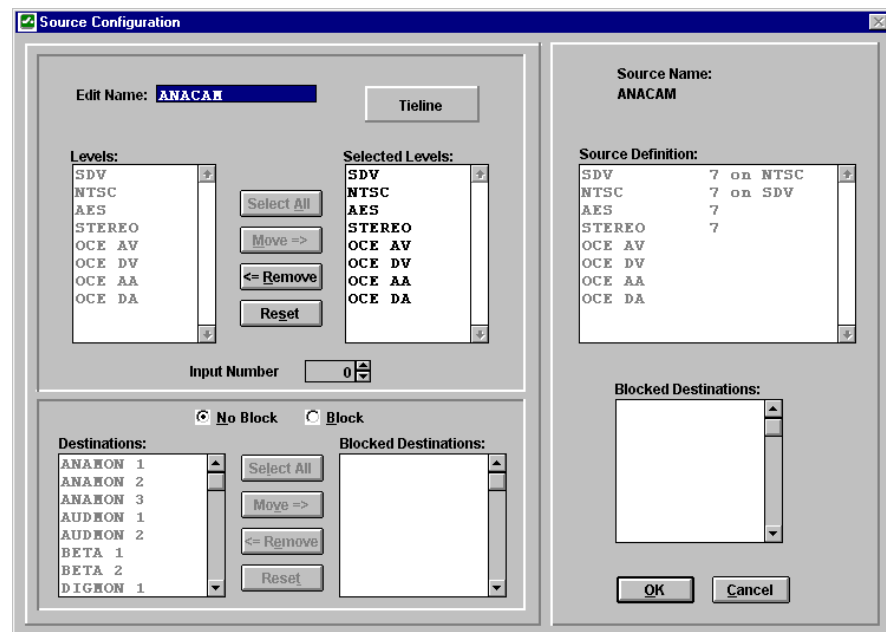 Source Configuration
Edit Name: ANACAM
Tieline
Levels:
SDV
NTSC
AES
STEREO
OCE AV
OCE DV
OCE AA
OCE DA
Select All
Move =>
<= Remove
Reset
Selected Levels:
SDV
NTSC
AES
STEREO
OCE AV
OCE DV
OCE AA
OCE DA
Input Number 0
No Block Block
Destinations:
ANAMON 1
ANAMON 2
ANAMON 3
AUDMON 1
AUDMON 2
BETA 1
BETA 2
DIGMON 1
Select All
Move =>
<= Remove
Reset
Blocked Destinations:
Source Name:
ANACAM
Source Definition:
SDV 7 on NTSC
NTSC 7 on SDV
AES 7
STEREO 7
OCE AV
OCE DV
OCE AA
OCE DA
Blocked Destinations:
OK Cancel